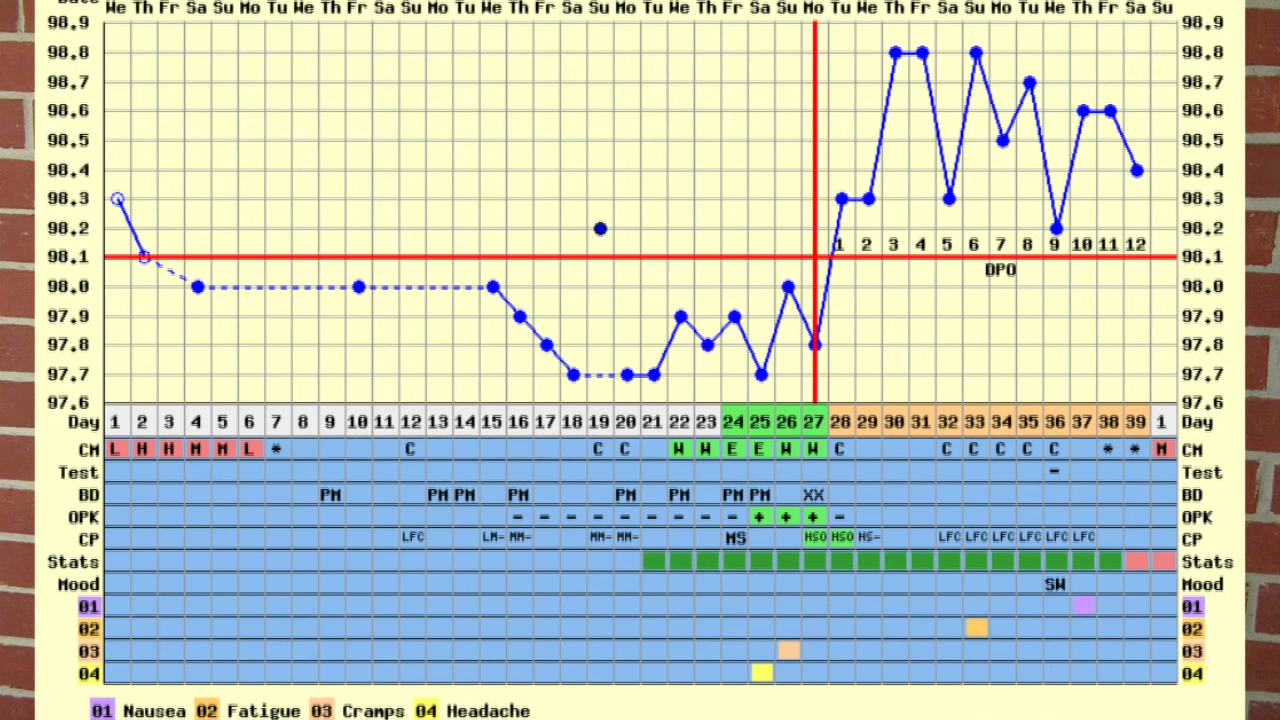 We Th Fr Sa Su Mo Tu We Th Fr Sa Su Mo Tu We Th Fr Sa Su Mo Tu We Th Fr Sa Su Mo Tu We Th Fr Sa Su Mo Tu We Th Fr Sa Su
98.9 98.9
98.8 98.8
98.7 98.7
98.6 98.6
98.5 98.5
98.4 98.4
98.3 98.3
98.2 98.2
1 2 3 4 5 6 7 8 9 10 11 12
98.1 98.1
DPO
98.0 98.0
97.9 97.9
97.8 97.8
97.7 97.7
97.6 97.6
Day 1 2 3 4 5 6 7 8 9 10 11 12 13 14 15 16 17 18 19 20 21 22 23 24 25 26 27 28 29 30 31 32 33 34 35 36 37 38 39 1 Day
CM L H H M M L * C C C W W E E W W C C C C C C * * M CM
Test - Test
BD PM PM PM PM PM PM PM PM XX BD
OPK - - - - - - - - - + + + - OPK
CP LFC LM- MM- MM- MM- MS HSO HSO HS- LFC LFC LFC LFC LFC LFC CP
Stats Stats
Mood SW Mood
01 01
02 02
03 03
04 04
01 Nausea 02 Fatigue 03 Cramps 04 Headache